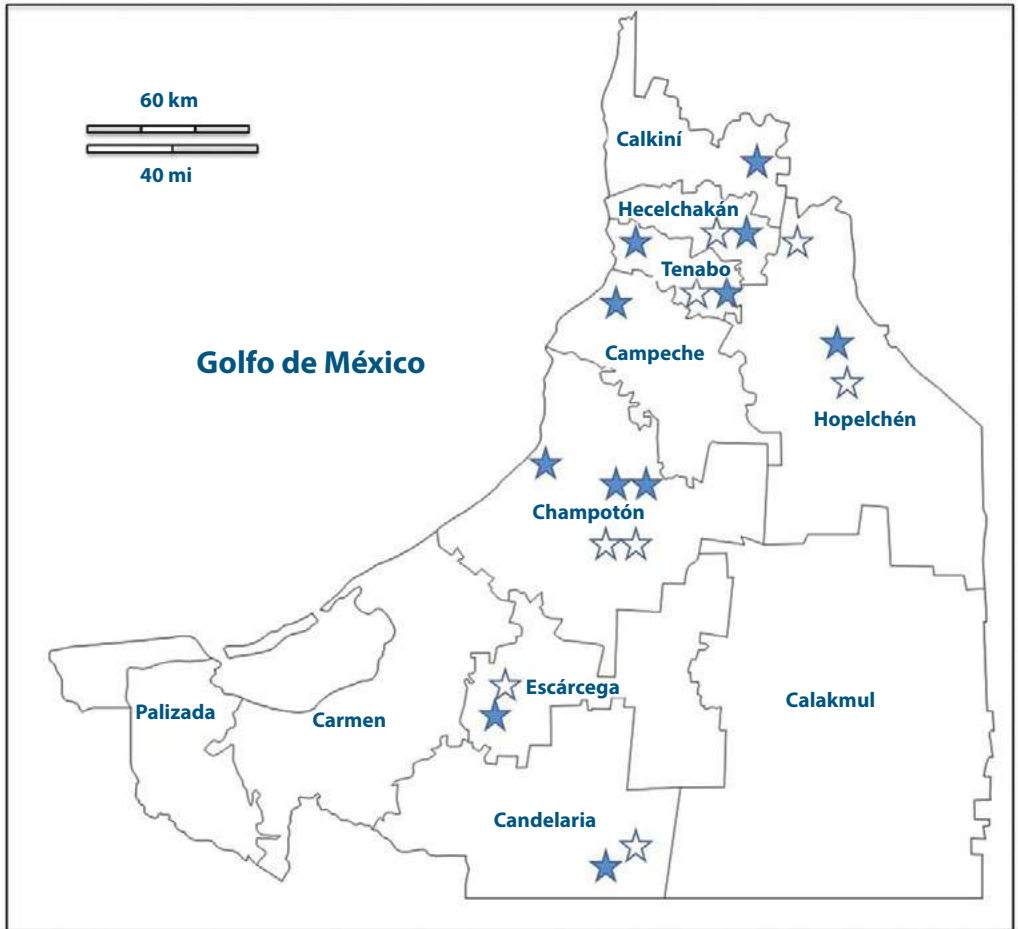 60 km
40 mi
Calkiní
Hecelchakán
Tenabo
Golfo de México
Campeche
Hopelchén
Champotón
Escárcega
Calakmul
Palizada
Carmen
Candelaria